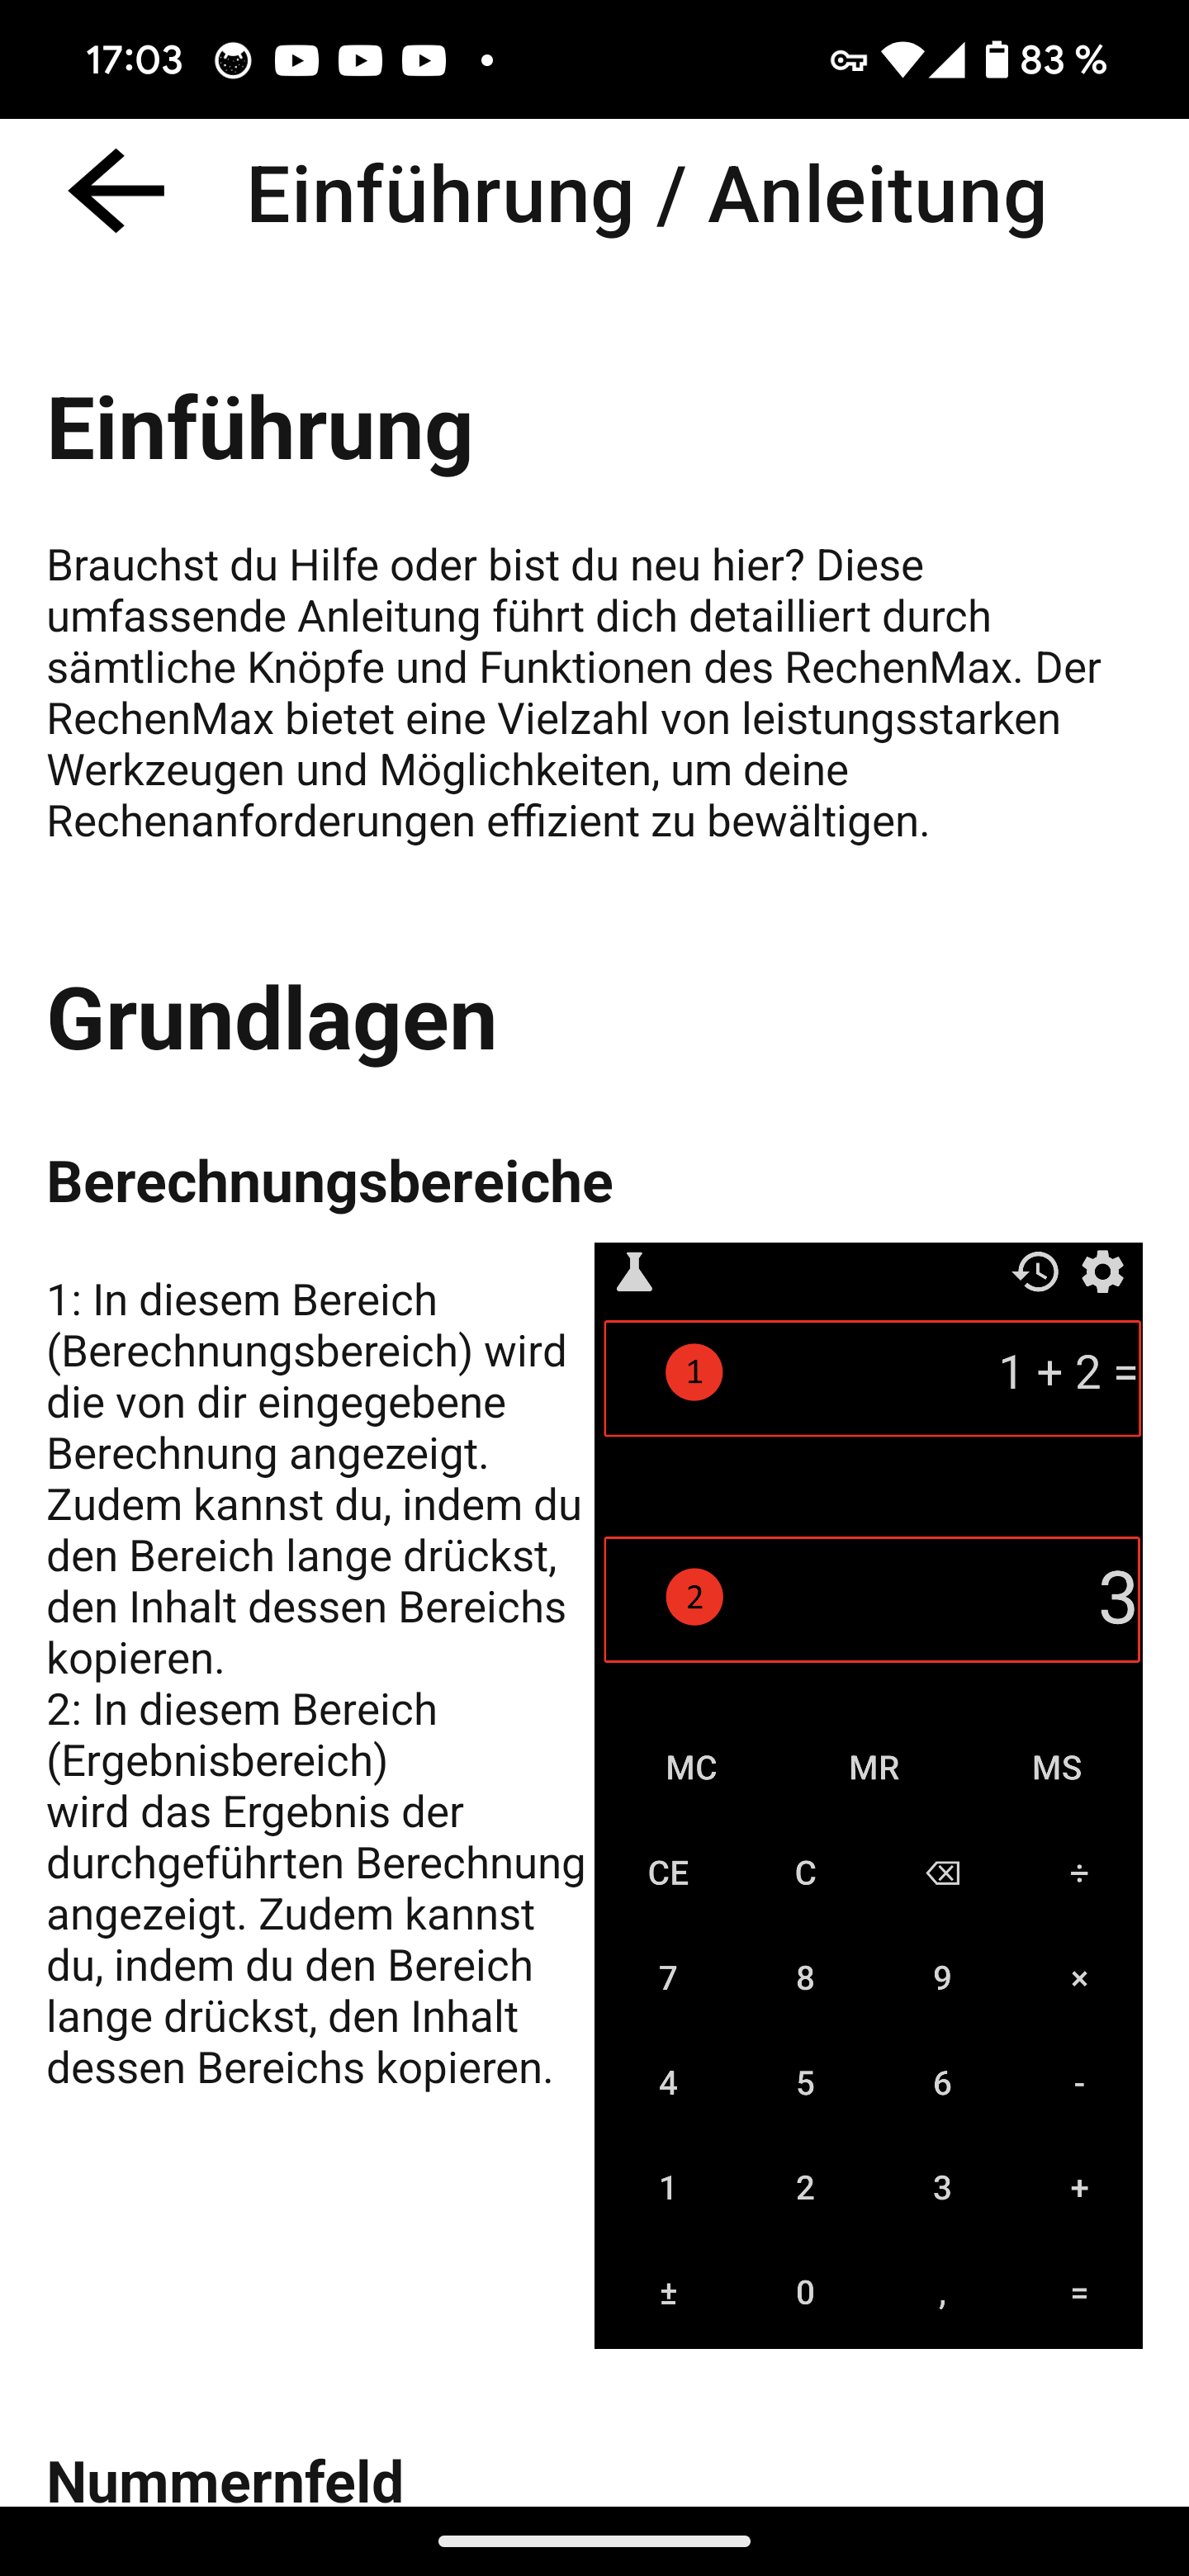 17:03
83 %
Einführung / Anleitung
Einführung
Brauchst du Hilfe oder bist du neu hier? Diese
umfassende Anleitung führt dich detailliert durch
sämtliche Knöpfe und Funktionen des RechenMax. Der
RechenMax bietet eine Vielzahl von leistungsstarken
Werkzeugen und Möglichkeiten, um deine
Rechenanforderungen effizient zu bewältigen.
Grundlagen
Berechnungsbereiche
1: In diesem Bereich
(Berechnungsbereich) wird
die von dir eingegebene
Berechnung angezeigt.
Zudem kannst du, indem du
den Bereich lange drückst,
den Inhalt dessen Bereichs
kopieren.
2: In diesem Bereich
(Ergebnisbereich)
wird das Ergebnis der
durchgeführten Berechnung
angezeigt. Zudem kannst
du, indem du den Bereich
lange drückst, den Inhalt
dessen Bereichs kopieren.
1 1 + 2 =
2 3
MC MR MS
CE C ÷
7 8 9 ×
4 5 6 -
1 2 3 +
± 0 , =
Nummernfeld